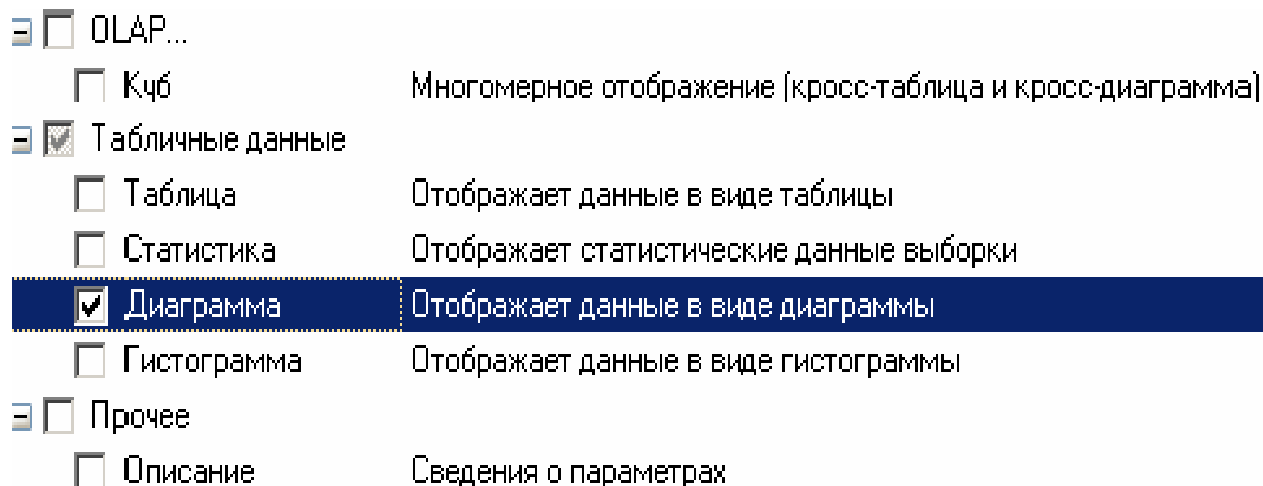 OLAP...
Куб Многомерное отображение (кросс-таблица и кросс-диаграмма)
Табличные данные
Таблица Отображает данные в виде таблицы
Статистика Отображает статистические данные выборки
Диаграмма Отображает данные в виде диаграммы
Гистограмма Отображает данные в виде гистограммы
Прочее
Описание Сведения о параметрах